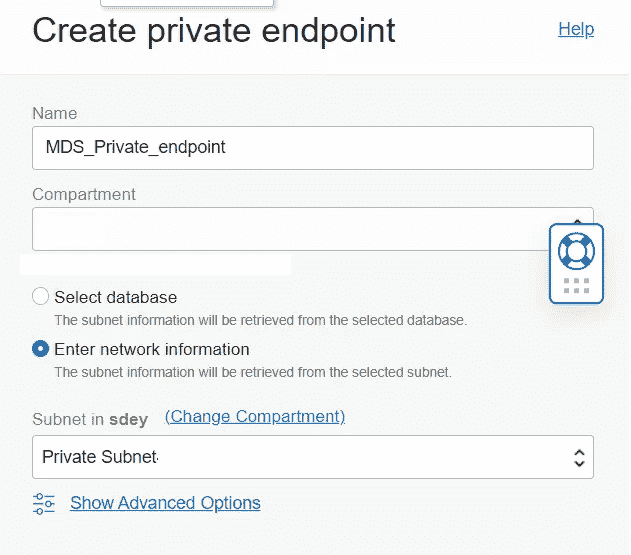 Create private endpoint
Help
Name
MDS_Private_endpoint
Compartment
Select database
The subnet information will be retrieved from the selected database.
Enter network information
The subnet information will be retrieved from the selected subnet.
Subnet in sdey (Change Compartment)
Private Subnet
Show Advanced Options